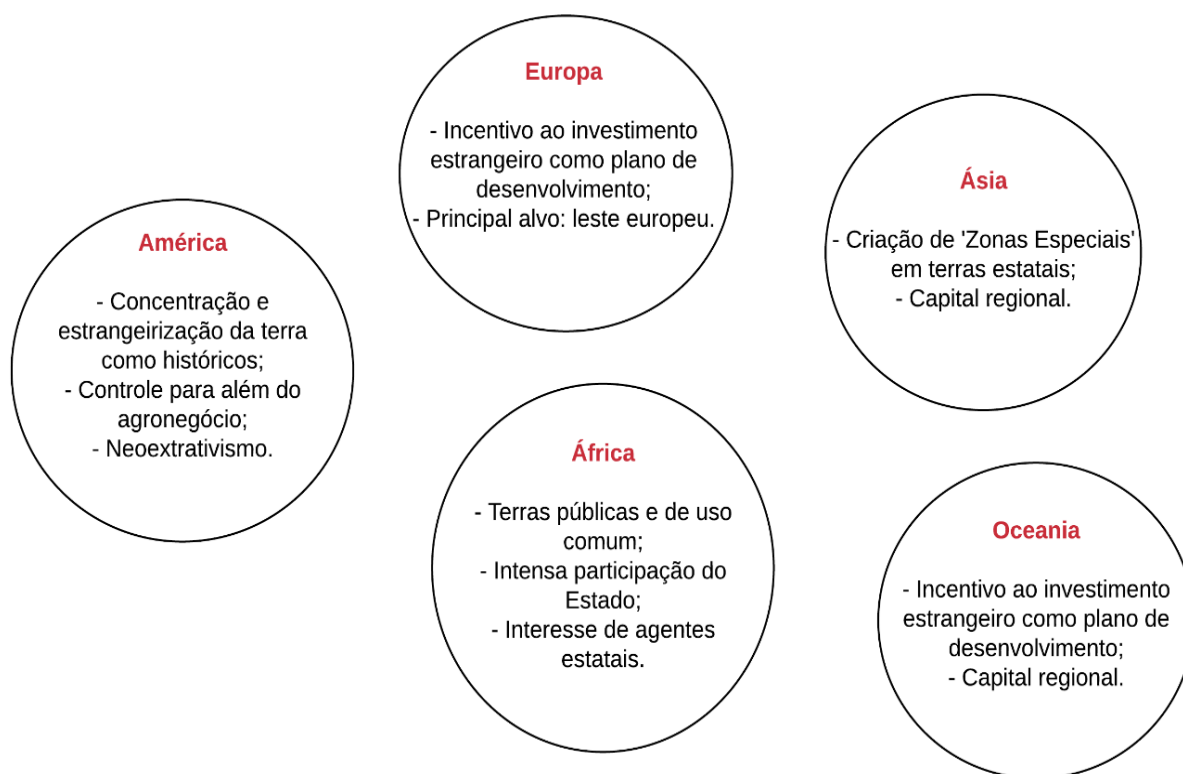 Europa
- Incentivo ao investimento
estrangeiro como plano de
desenvolvimento;
- Principal alvo: leste europeu.
Ásia
- Criação de 'Zonas Especiais'
em terras estatais;
- Capital regional.
América
- Concentração e
estrangeirização da terra
como históricos;
- Controle para além do
agronegócio;
- Neoextrativismo.
África
- Terras públicas e de uso
comum;
- Intensa participação do
Estado;
- Interesse de agentes
estatais.
Oceania
- Incentivo ao investimento
estrangeiro como plano de
desenvolvimento;
- Capital regional.